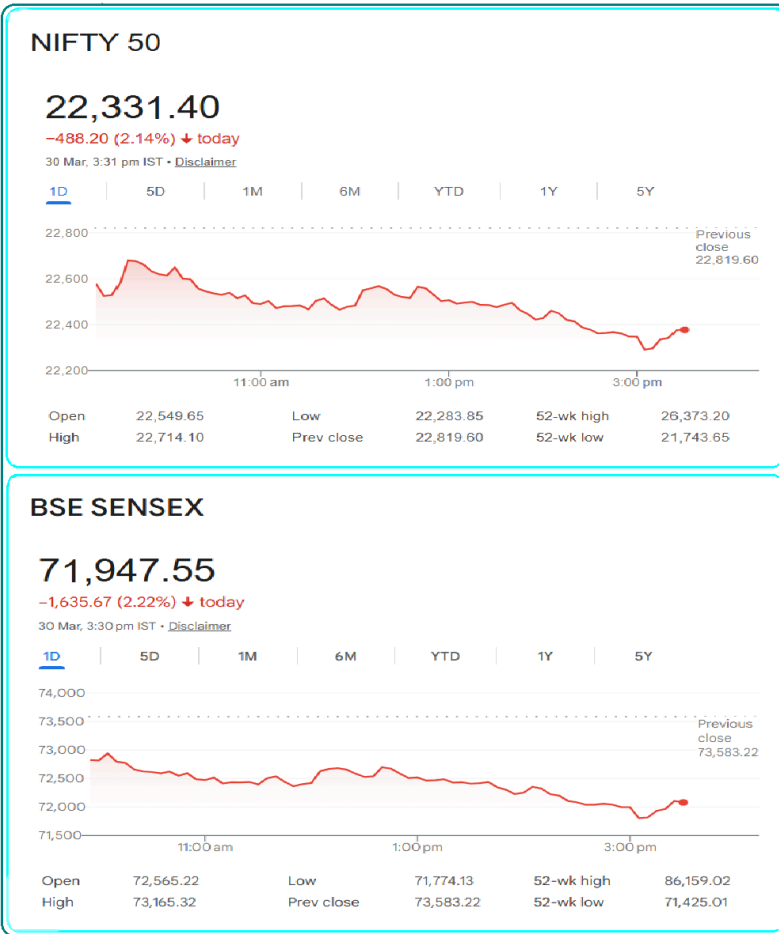 NIFTY 50
22,331.40
−488.20 (2.14%) ↓ today
30 Mar, 3:31 pm IST • Disclaimer
1D 5D 1M 6M YTD 1Y 5Y
22,800
Previous
close
22,819.60
22,600
22,400
22,200
11:00 am 1:00 pm 3:00 pm
Open 22,549.65 Low 22,283.85 52-wk high 26,373.20
High 22,714.10 Prev close 22,819.60 52-wk low 21,743.65
BSE SENSEX
71,947.55
−1,635.67 (2.22%) ↓ today
30 Mar, 3:30 pm IST • Disclaimer
1D 5D 1M 6M YTD 1Y 5Y
74,000
73,500
Previous
close
73,583.22
73,000
72,500
72,000
71,500
11:00 am 1:00 pm 3:00 pm
Open 72,565.22 Low 71,774.13 52-wk high 86,159.02
High 73,165.32 Prev close 73,583.22 52-wk low 71,425.01